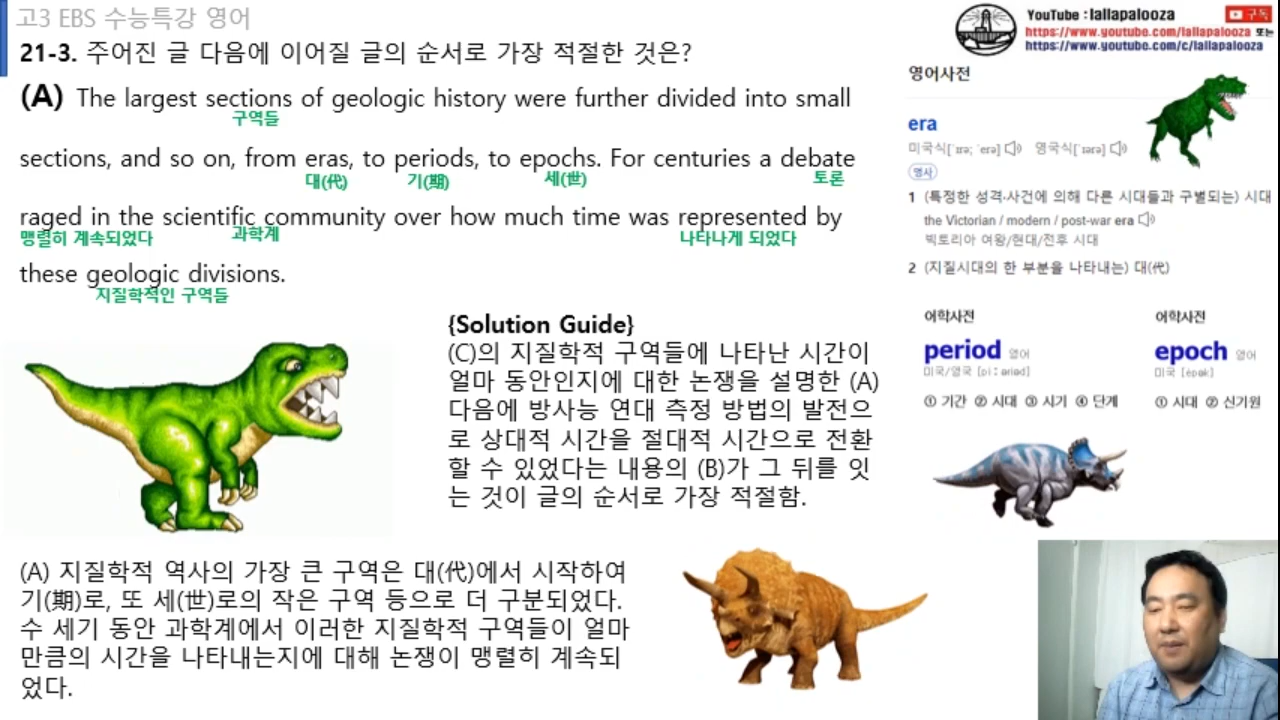 고3 EBS 수능특강 영어
21-3. 주어진 글 다음에 이어질 글의 순서로 가장 적절한 것은?
(A) The largest sections of geologic history were further divided into small
구역들
sections, and so on, from eras, to periods, to epochs. For centuries a debate
대(代) 기(期) 세(世) 토론
raged in the scientific community over how much time was represented by
맹렬히 계속되었다 과학계 나타나게 되었다
these geologic divisions.
지질학적인 구역들
{Solution Guide}
(C)의 지질학적 구역들에 나타난 시간이
얼마 동안인지에 대한 논쟁을 설명한 (A)
다음에 방사능 연대 측정 방법의 발전으
로 상대적 시간을 절대적 시간으로 전환
할 수 있었다는 내용의 (B)가 그 뒤를 잇
는 것이 글의 순서로 가장 적절함.
(A) 지질학적 역사의 가장 큰 구역은 대(代)에서 시작하여
기(期)로, 또 세(世)로의 작은 구역 등으로 더 구분되었다.
수 세기 동안 과학계에서 이러한 지질학적 구역들이 얼마
만큼의 시간을 나타내는지에 대해 논쟁이 맹렬히 계속되
었다.
YouTube : lallapalooza 구독
https://www.youtube.com/lallapalooza 또는
https://www.youtube.com/c/lallapalooza
영어사전
era
미국식[ˈɪrə; ˈerə] 영국식[ˈɪərə]
명사
1 (특정한 성격·사건에 의해 다른 시대들과 구별되는) 시대
the Victorian / modern / post-war era
빅토리아 여왕/현대/전후 시대
2 (지질시대의 한 부분을 나타내는) 대(代)
어학사전 어학사전
period 영어 epoch 영어
미국/영국 [pi:əriəd] 미국 [épək]
① 기간 ② 시대 ③ 시기 ④ 단계 ① 시대 ② 신기원